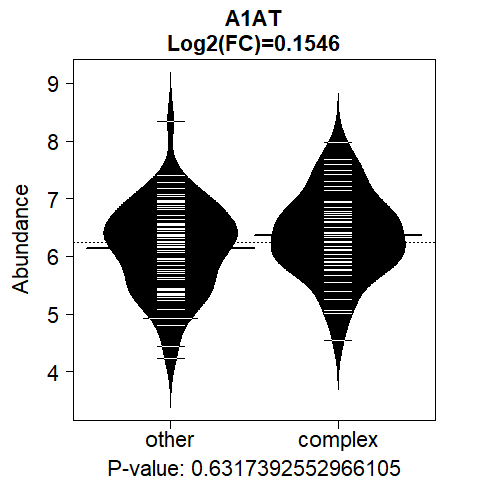 A1AT
Log2(FC)=0.1546
Abundance
9
8
7
6
5
4
other complex
P-value: 0.6317392552966105